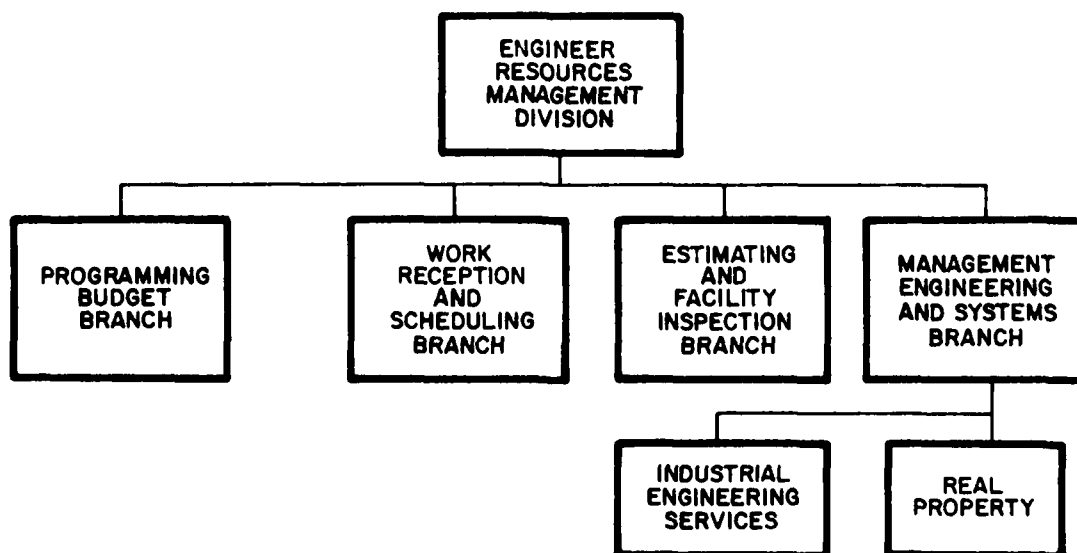 ENGINEER
RESOURCES
MANAGEMENT
DIVISION
PROGRAMMING
BUDGET
BRANCH
WORK
RECEPTION
AND
SCHEDULING
BRANCH
ESTIMATING
AND
FACILITY
INSPECTION
BRANCH
MANAGEMENT
ENGINEERING
AND SYSTEMS
BRANCH
INDUSTRIAL
ENGINEERING
SERVICES
REAL
PROPERTY